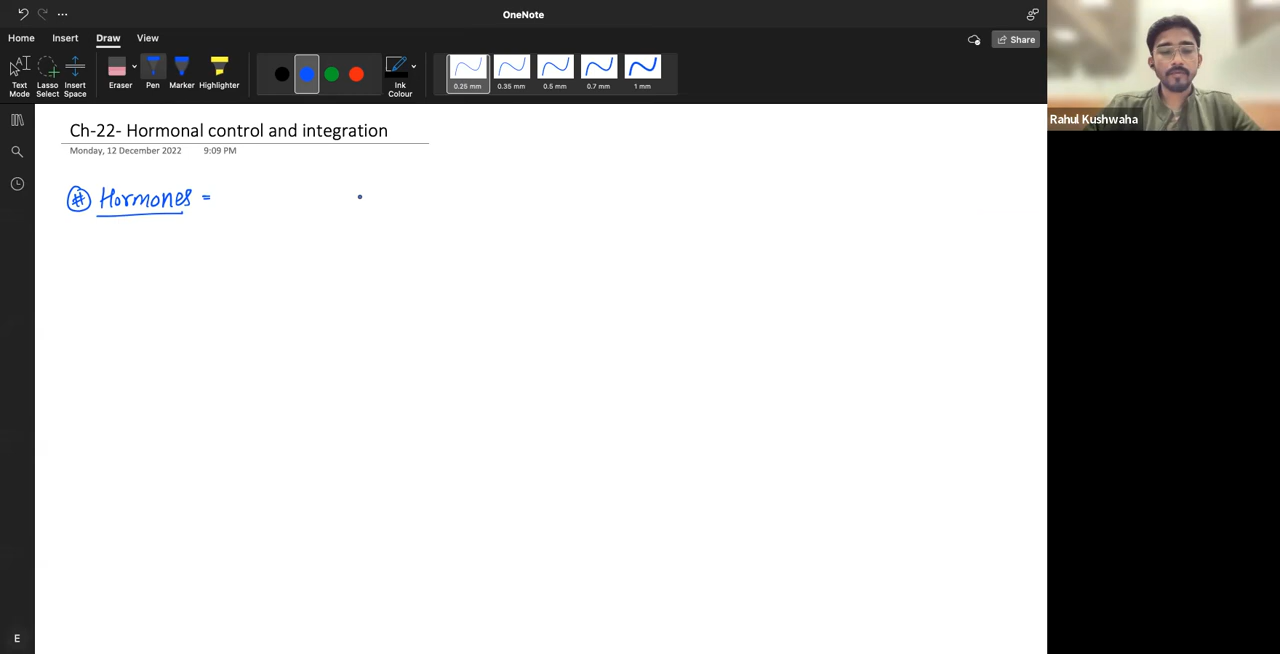 OneNote
Home Insert Draw View
Share
Text Mode
Lasso Select
Insert Space
Eraser
Pen
Marker
Highlighter
Ink Colour
0.25 mm
0.35 mm
0.5 mm
0.7 mm
1 mm
Rahul Kushwaha
Ch-22- Hormonal control and integration
Monday, 12 December 2022 9:09 PM
# Hormones =
E